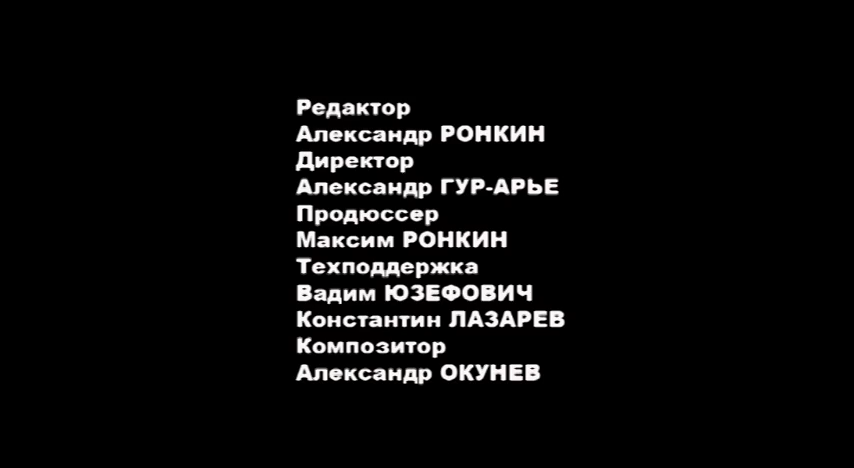 Редактор
Александр РОНКИН
Директор
Александр ГУР-АРЬЕ
Продюссер
Максим РОНКИН
Техподдержка
Вадим ЮЗЕФОВИЧ
Константин ЛАЗАРЕВ
Композитор
Александр ОКУНЕВ